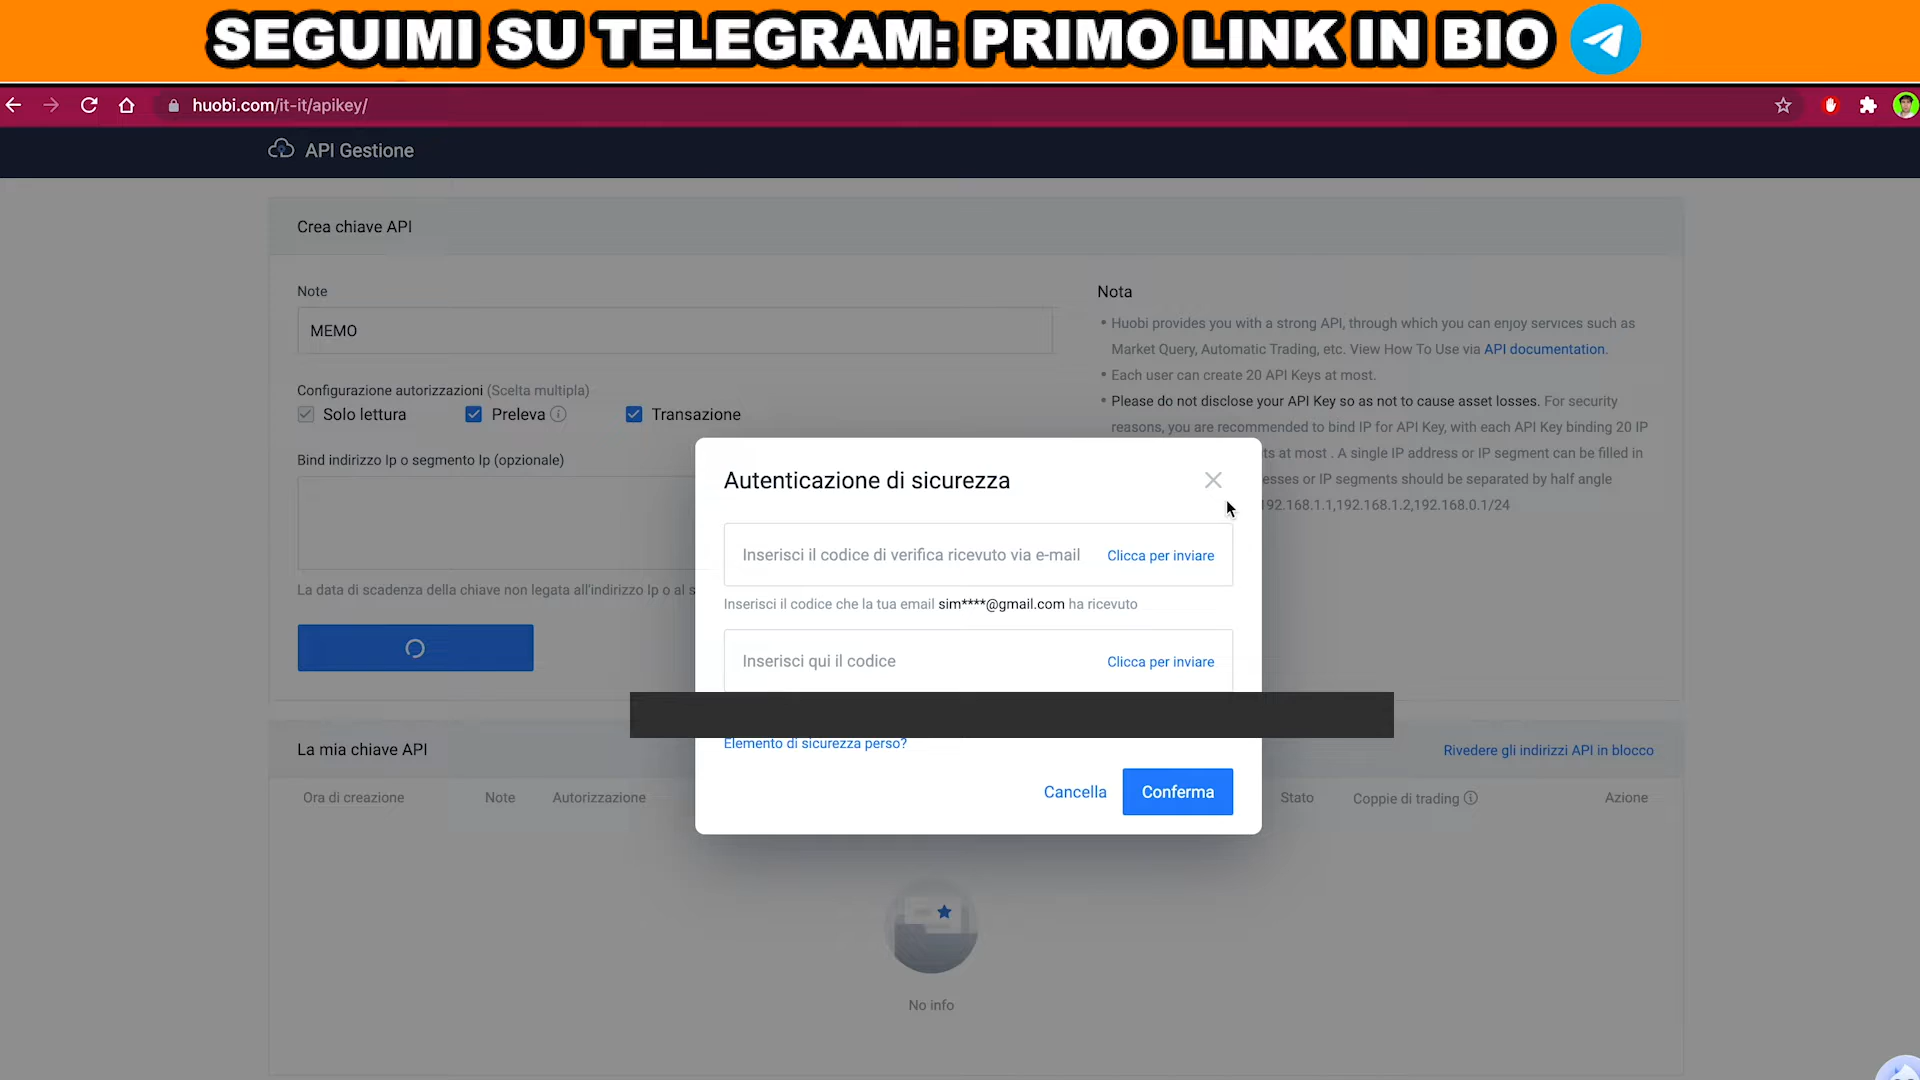 SEGUIMI SU TELEGRAM: PRIMO LINK IN BIO
huobi.com/it-it/apikey/
API Gestione
Crea chiave API
Note
MEMO
Configurazione autorizzazioni (Scelta multipla)
Solo lettura
Preleva
Transazione
Bind indirizzo Ip o segmento Ip (opzionale)
La data di scadenza della chiave non legata all'indirizzo Ip o al s
Nota
• Huobi provides you with a strong API, through which you can enjoy services such as
Market Query, Automatic Trading, etc. View How To Use via API documentation.
• Each user can create 20 API Keys at most.
• Please do not disclose your API Key so as not to cause asset losses. For security
reasons, you are recommended to bind IP for API Key, with each API Key binding 20 IP
ts at most . A single IP address or IP segment can be filled in
esses or IP segments should be separated by half angle
192.168.1.1,192.168.1.2,192.168.0.1/24
Autenticazione di sicurezza
Inserisci il codice di verifica ricevuto via e-mail
Clicca per inviare
Inserisci il codice che la tua email sim****@gmail.com ha ricevuto
Inserisci qui il codice
Clicca per inviare
Elemento di sicurezza perso?
Cancella
Conferma
La mia chiave API
Rivedere gli indirizzi API in blocco
Ora di creazione
Note
Autorizzazione
Stato
Coppie di trading
Azione
No info